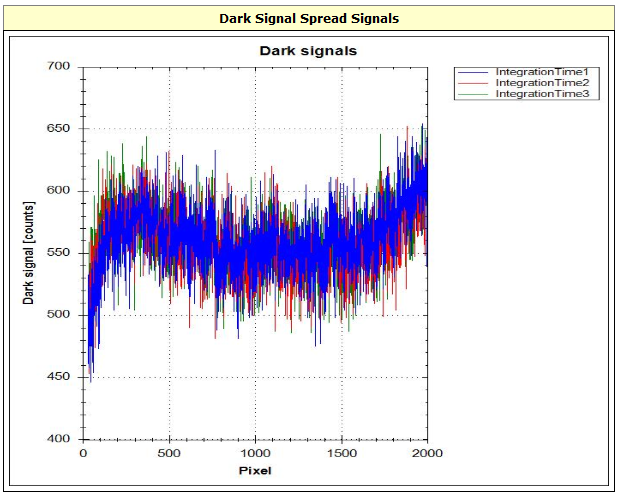 Dark Signal Spread Signals
Dark signals
700
650
600
550
500
450
400
Dark signal [counts]
0 500 1000 1500 2000
Pixel
IntegrationTime1
IntegrationTime2
IntegrationTime3